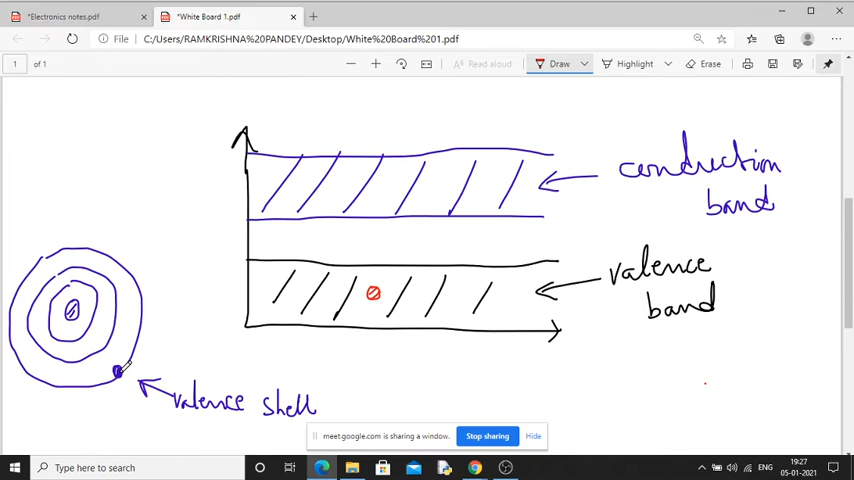 *Electronics notes.pdf
*White Board 1.pdf
File
C:/Users/RAMKRISHNA%20PANDEY/Desktop/White%20Board%201.pdf
1 of 1
Read aloud
Draw
Highlight
Erase
conduction
band
valence
band
valence shell
meet.google.com is sharing a window.
Stop sharing
Hide
Type here to search
ENG
19:27
05-01-2021